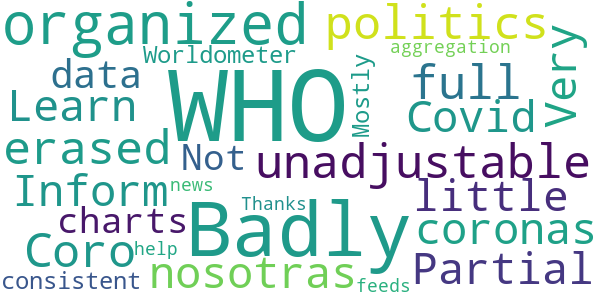 organized
politics
Worldometer
aggregation
data
WHO
Mostly
full
Very
Learn
Covid
erased
Not
unadjustable
Inform
news
little
charts
Thanks
Badly
coronas
Coro
help
Partial
consistent
nosotras
feeds